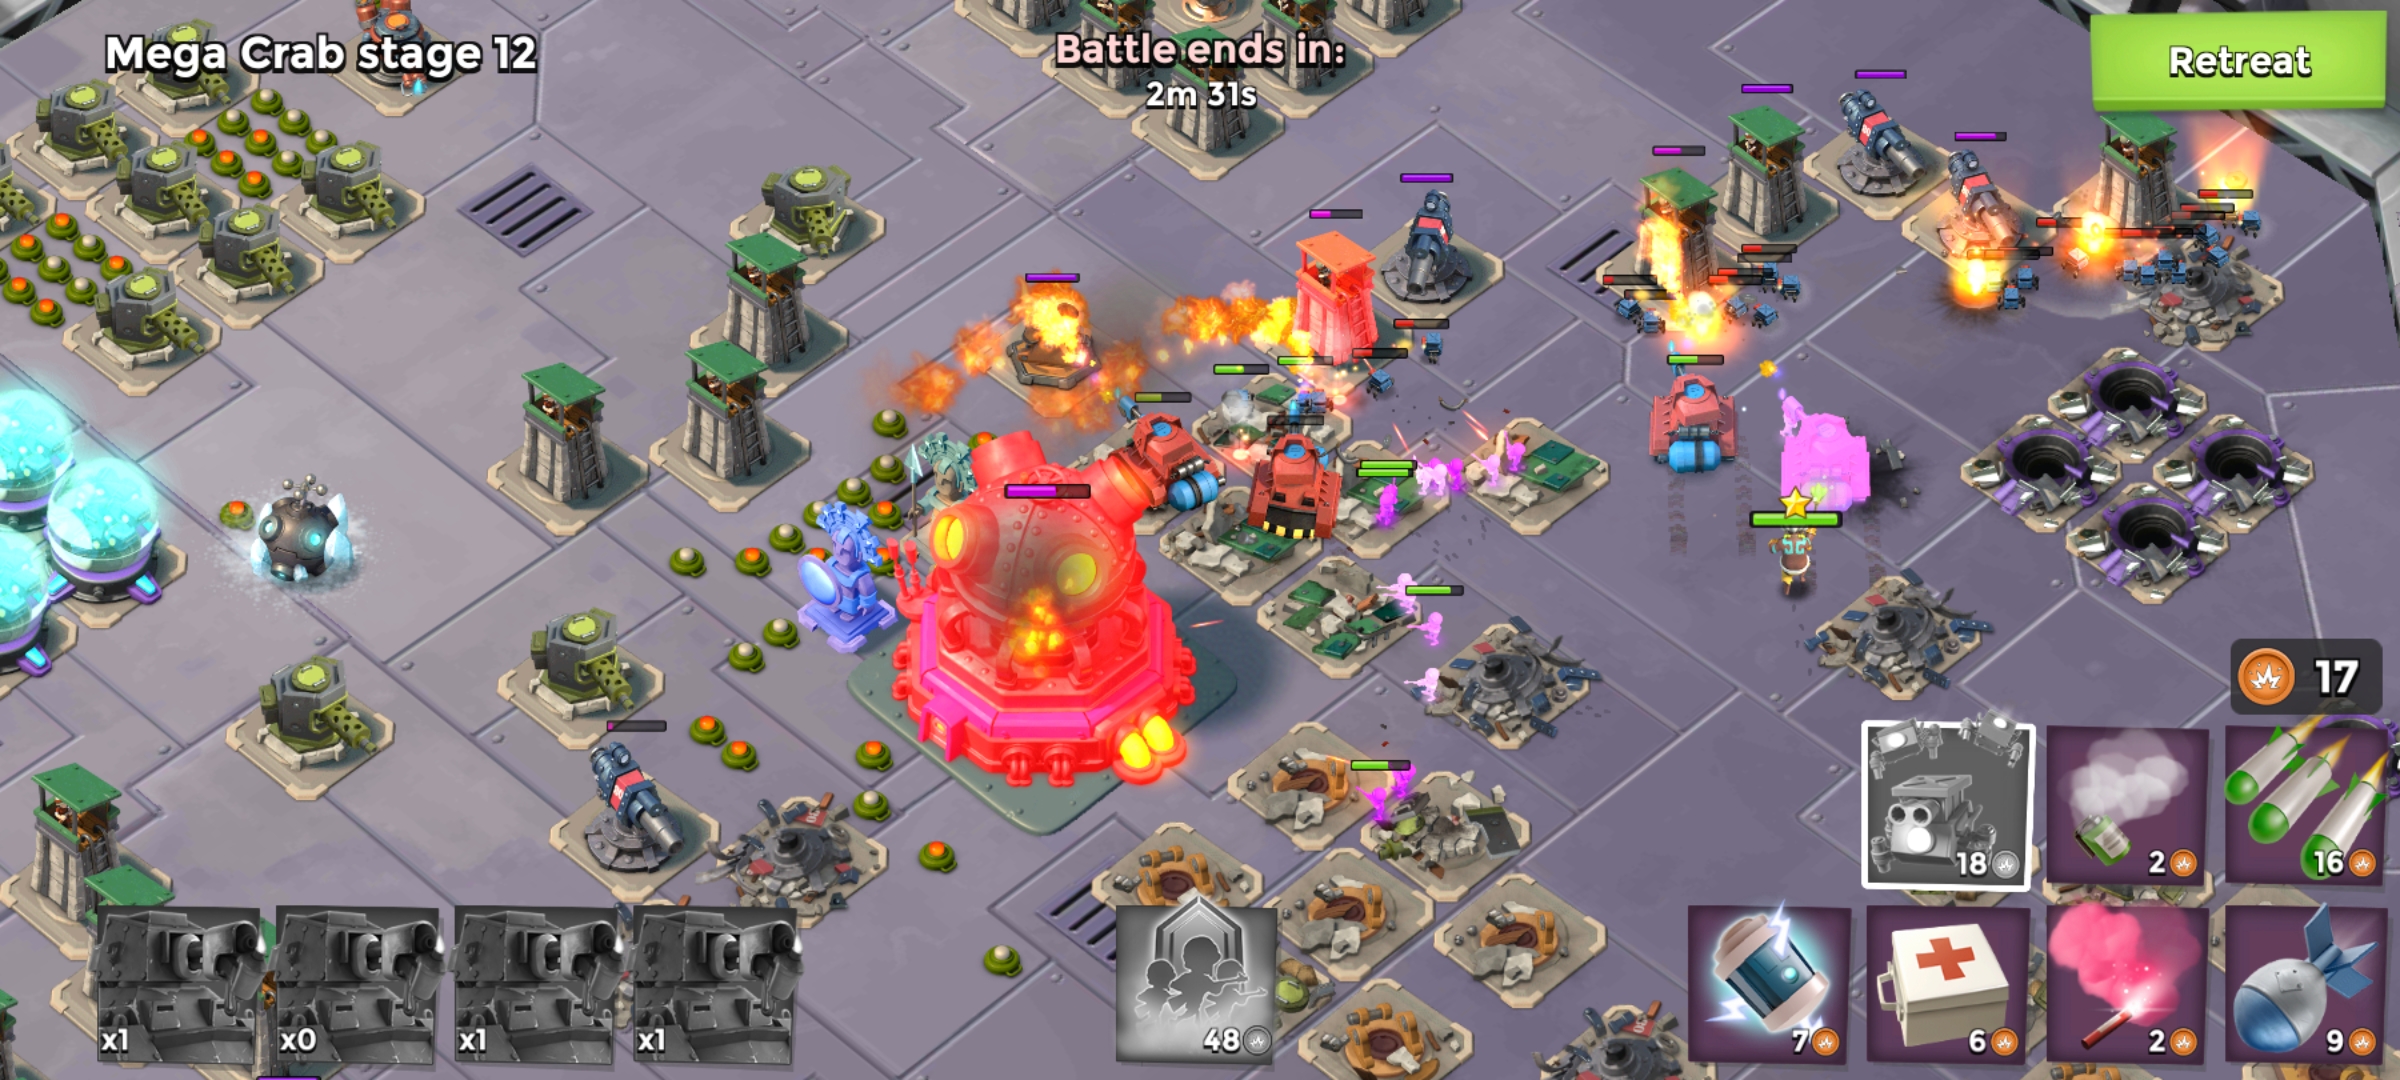 Mega Crab stage 12
Battle ends in:
2m 31s
Retreat
17
18
2
16
x1
x0
x1
x1
48
7
6
2
9